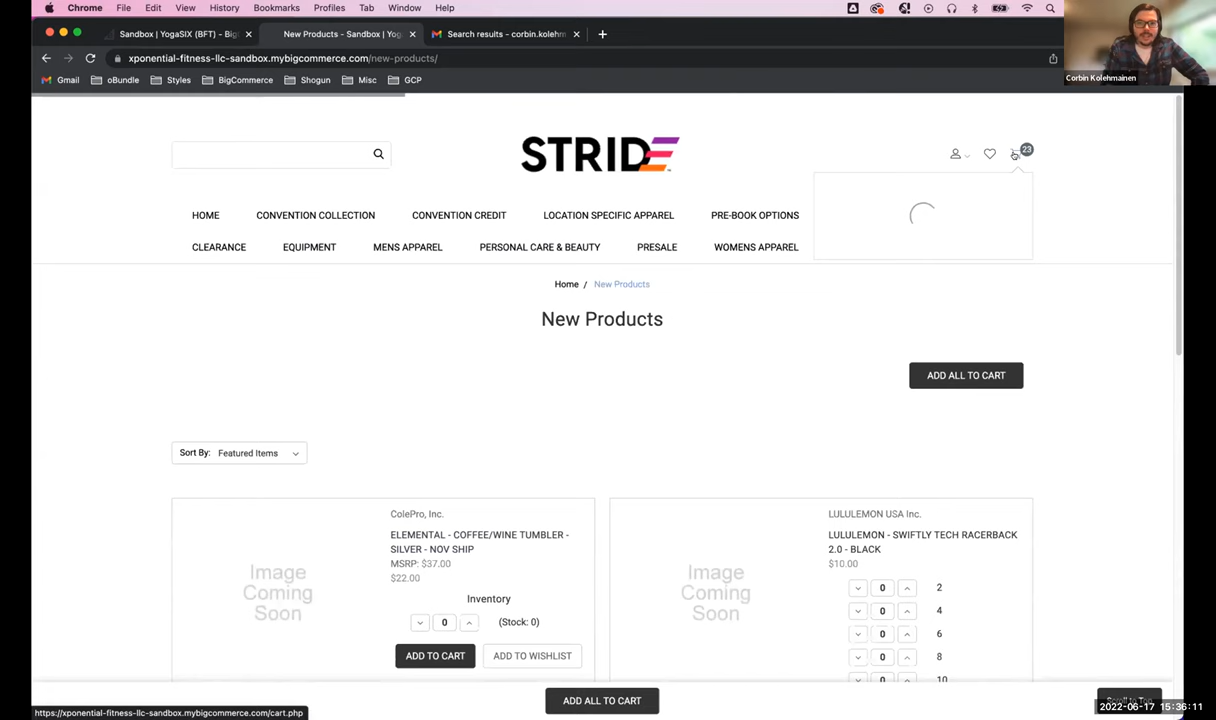 Chrome File Edit View History Bookmarks Profiles Tab Window Help
Sandbox | YogaSIX (BFT) - Big
New Products - Sandbox | Yog
Search results - corbin.kolehm
xponential-fitness-llc-sandbox.mybigcommerce.com/new-products/
Gmail oBundle Styles BigCommerce Shogun Misc GCP
Corbin Kolehmainen
STRIDE
23
HOME CONVENTION COLLECTION CONVENTION CREDIT LOCATION SPECIFIC APPAREL PRE-BOOK OPTIONS
CLEARANCE EQUIPMENT MENS APPAREL PERSONAL CARE & BEAUTY PRESALE WOMENS APPAREL
Home / New Products
New Products
ADD ALL TO CART
Sort By: Featured Items
Image
Coming
Soon
ColePro, Inc.
ELEMENTAL - COFFEE/WINE TUMBLER -
SILVER - NOV SHIP
MSRP: $37.00
$22.00
Inventory
0 (Stock: 0)
ADD TO CART ADD TO WISHLIST
Image
Coming
Soon
LULULEMON USA Inc.
LULULEMON - SWIFTLY TECH RACERBACK
2.0 - BLACK
$10.00
0 2
0 4
0 6
0 8
0 10
ADD ALL TO CART
Scroll to Top
2022-06-17 15:36:11
https://xponential-fitness-llc-sandbox.mybigcommerce.com/cart.php